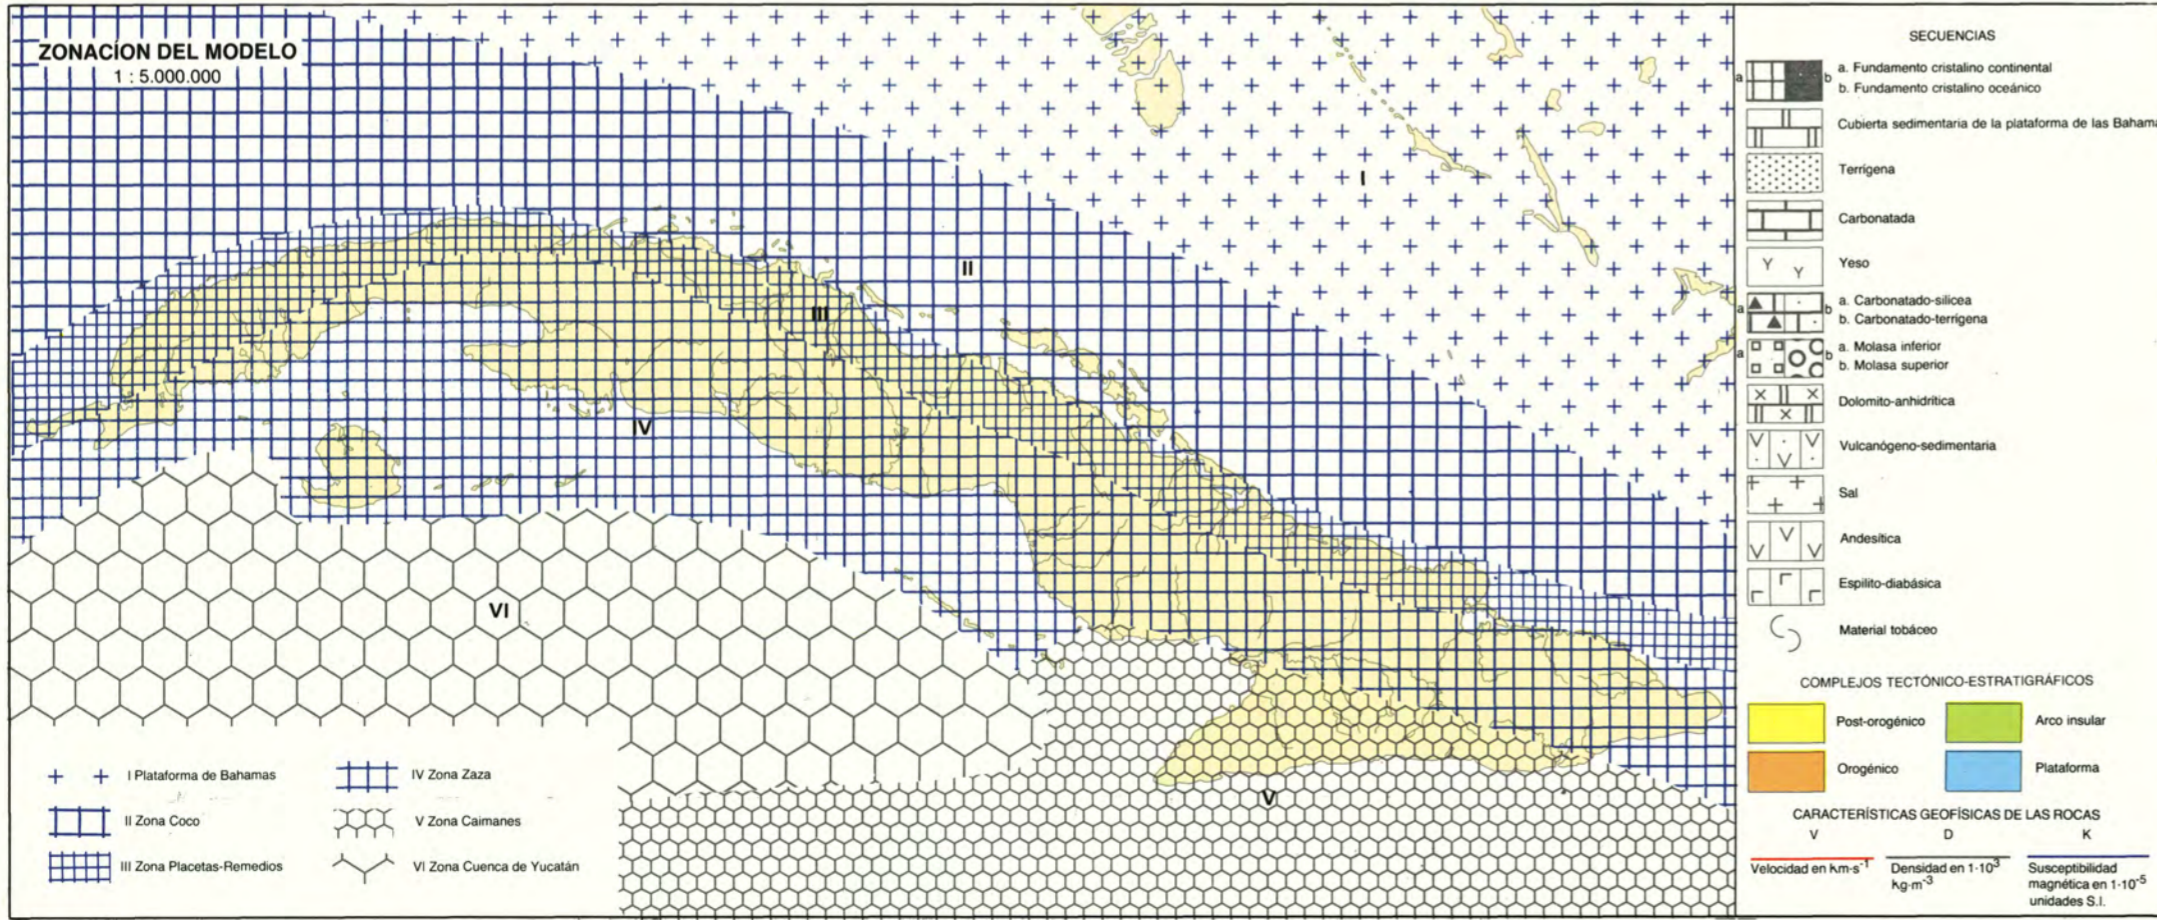 ZONACÍON DEL MODELO
1 : 5.000.000
I
II
III
IV
V
VI
+ + I Plataforma de Bahamas
II Zona Coco
III Zona Placetas-Remedios
IV Zona Zaza
V Zona Caimanes
VI Zona Cuenca de Yucatán
SECUENCIAS
a
b
a. Fundamento cristalino continental
b. Fundamento cristalino oceánico
Cubierta sedimentaria de la plataforma de las Bahama
Terrígena
Carbonatada
Y Y
Yeso
a
b
a. Carbonatado-silícea
b. Carbonatado-terrígena
a
b
a. Molasa inferior
b. Molasa superior
Dolomito-anhidrítica
Vulcanógeno-sedimentaria
Sal
Andesítica
Espilito-diabásica
Material tobáceo
COMPLEJOS TECTÓNICO-ESTRATIGRÁFICOS
Post-orogénico
Arco insular
Orogénico
Plataforma
CARACTERÍSTICAS GEOFÍSICAS DE LAS ROCAS
V D K
Velocidad en km·s⁻¹
Densidad en 1·10³
kg·m⁻³
Susceptibilidad
magnética en 1·10⁻⁵
unidades S.I.